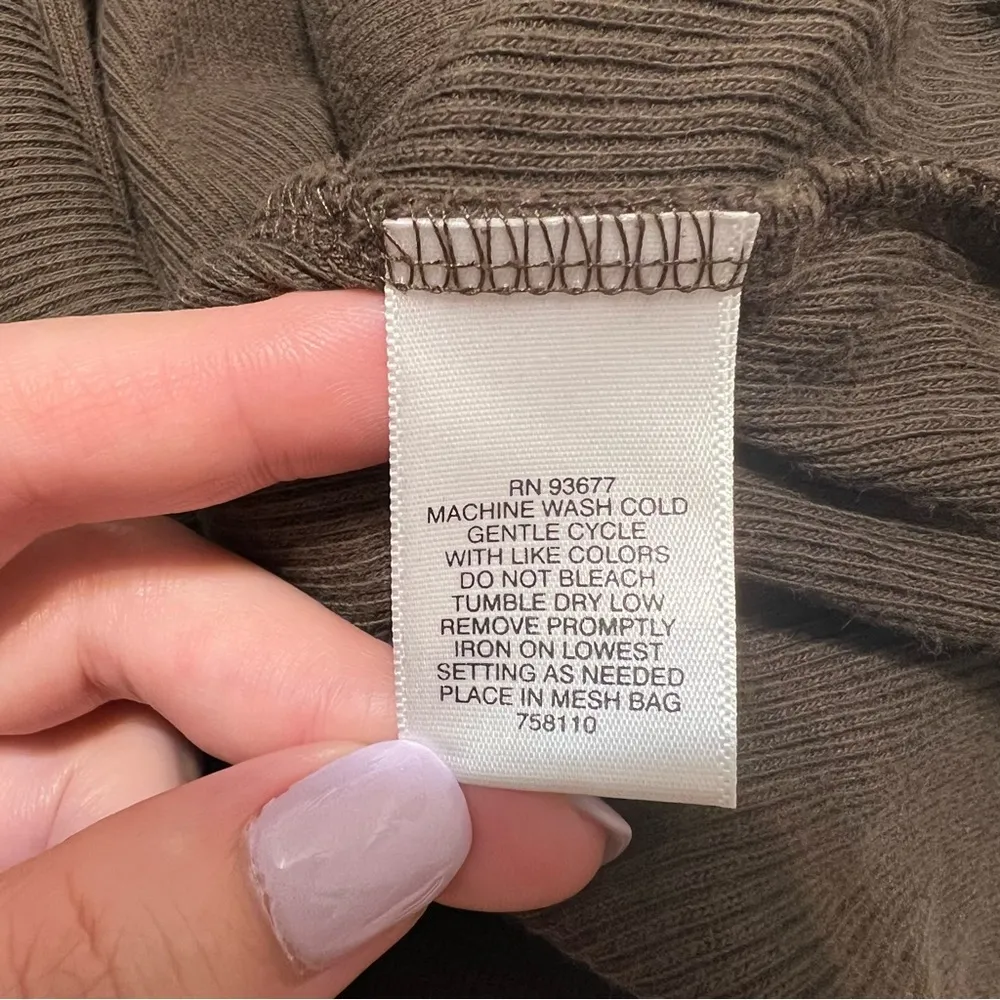 RN 93677
MACHINE WASH COLD
GENTLE CYCLE
WITH LIKE COLORS
DO NOT BLEACH
TUMBLE DRY LOW
REMOVE PROMPTLY
IRON ON LOWEST
SETTING AS NEEDED
PLACE IN MESH BAG
758110